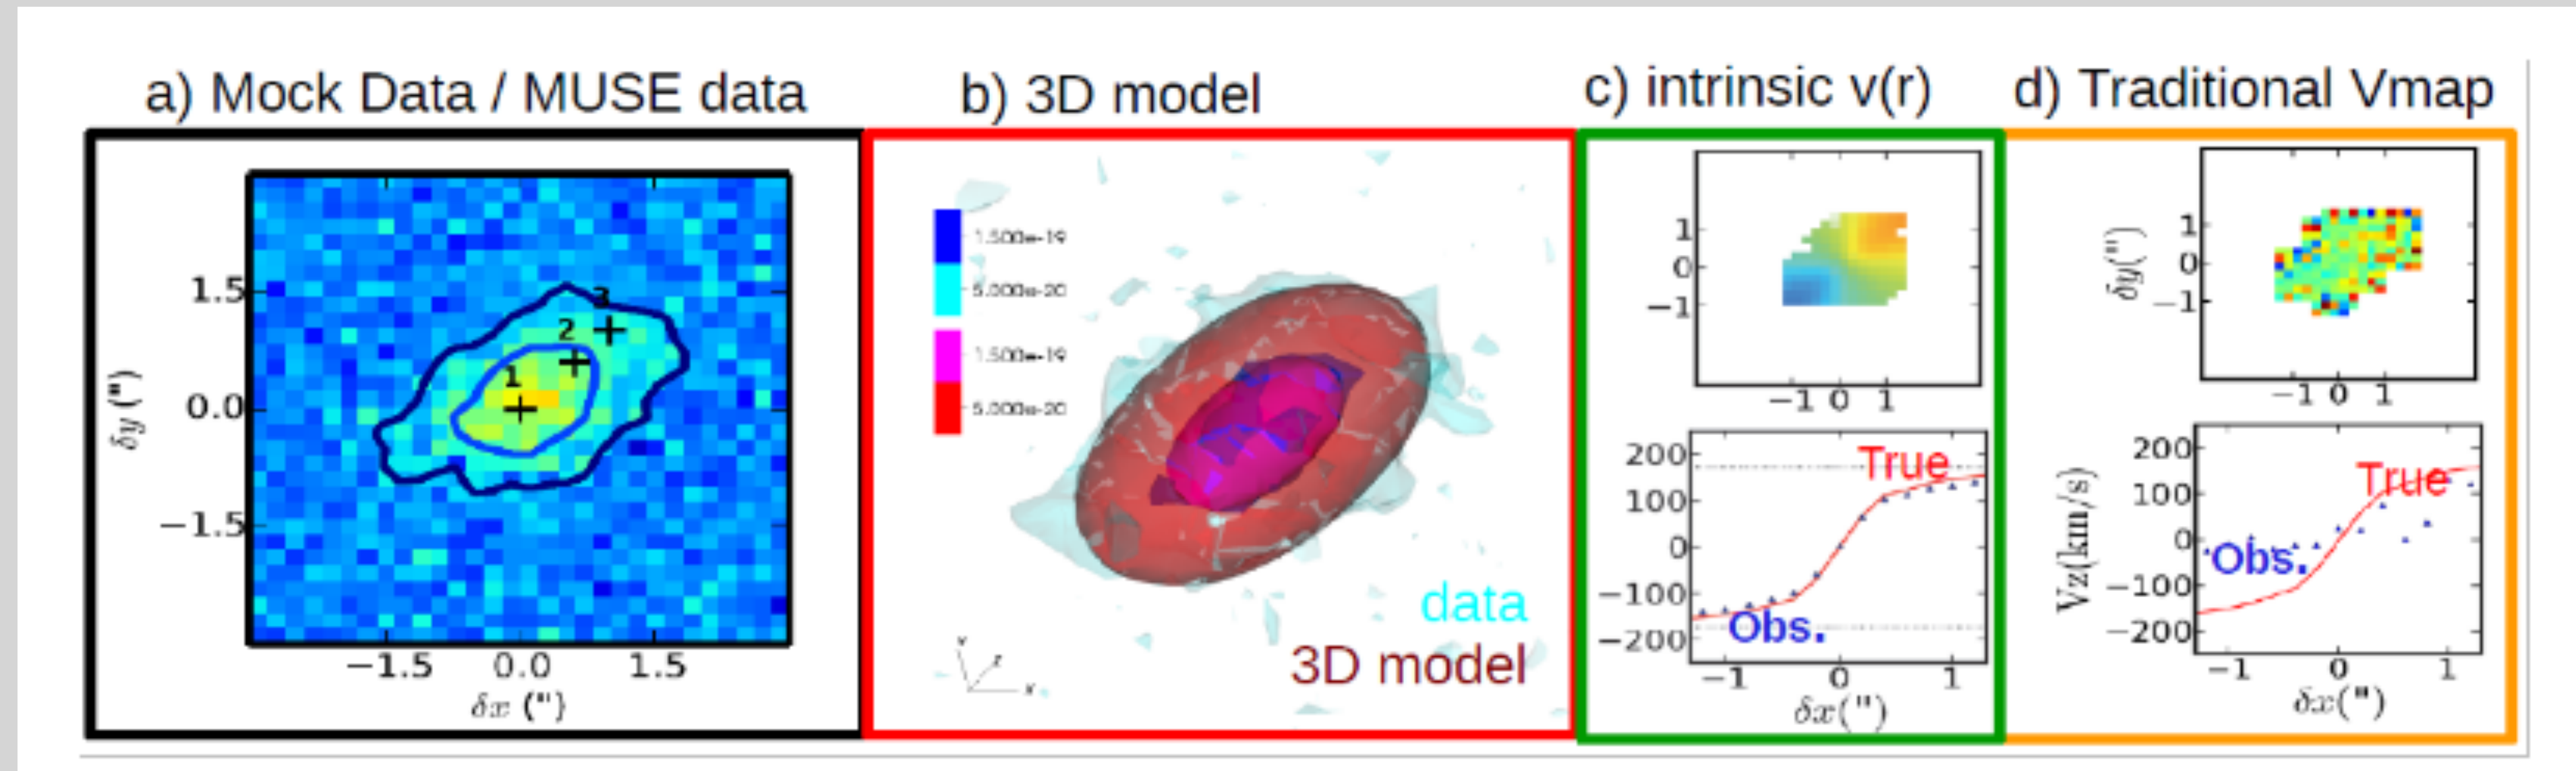 a) Mock Data / MUSE data
b) 3D model
c) intrinsic v(r)
d) Traditional Vmap
δy (")
1.5
0.0
−1.5
−1.5 0.0 1.5
δx (")
1
2
3
1.500e-19
5.000e-20
1.500e-19
5.000e-20
data
3D model
Y
Z
X
1
0
−1
−1 0 1
200
100
0
−100
−200
True
Obs.
−1 0 1
δx(")
δy(")
1
0
−1
−1 0 1
Vz(km/s)
200
100
0
−100
−200
True
Obs.
−1 0 1
δx(")